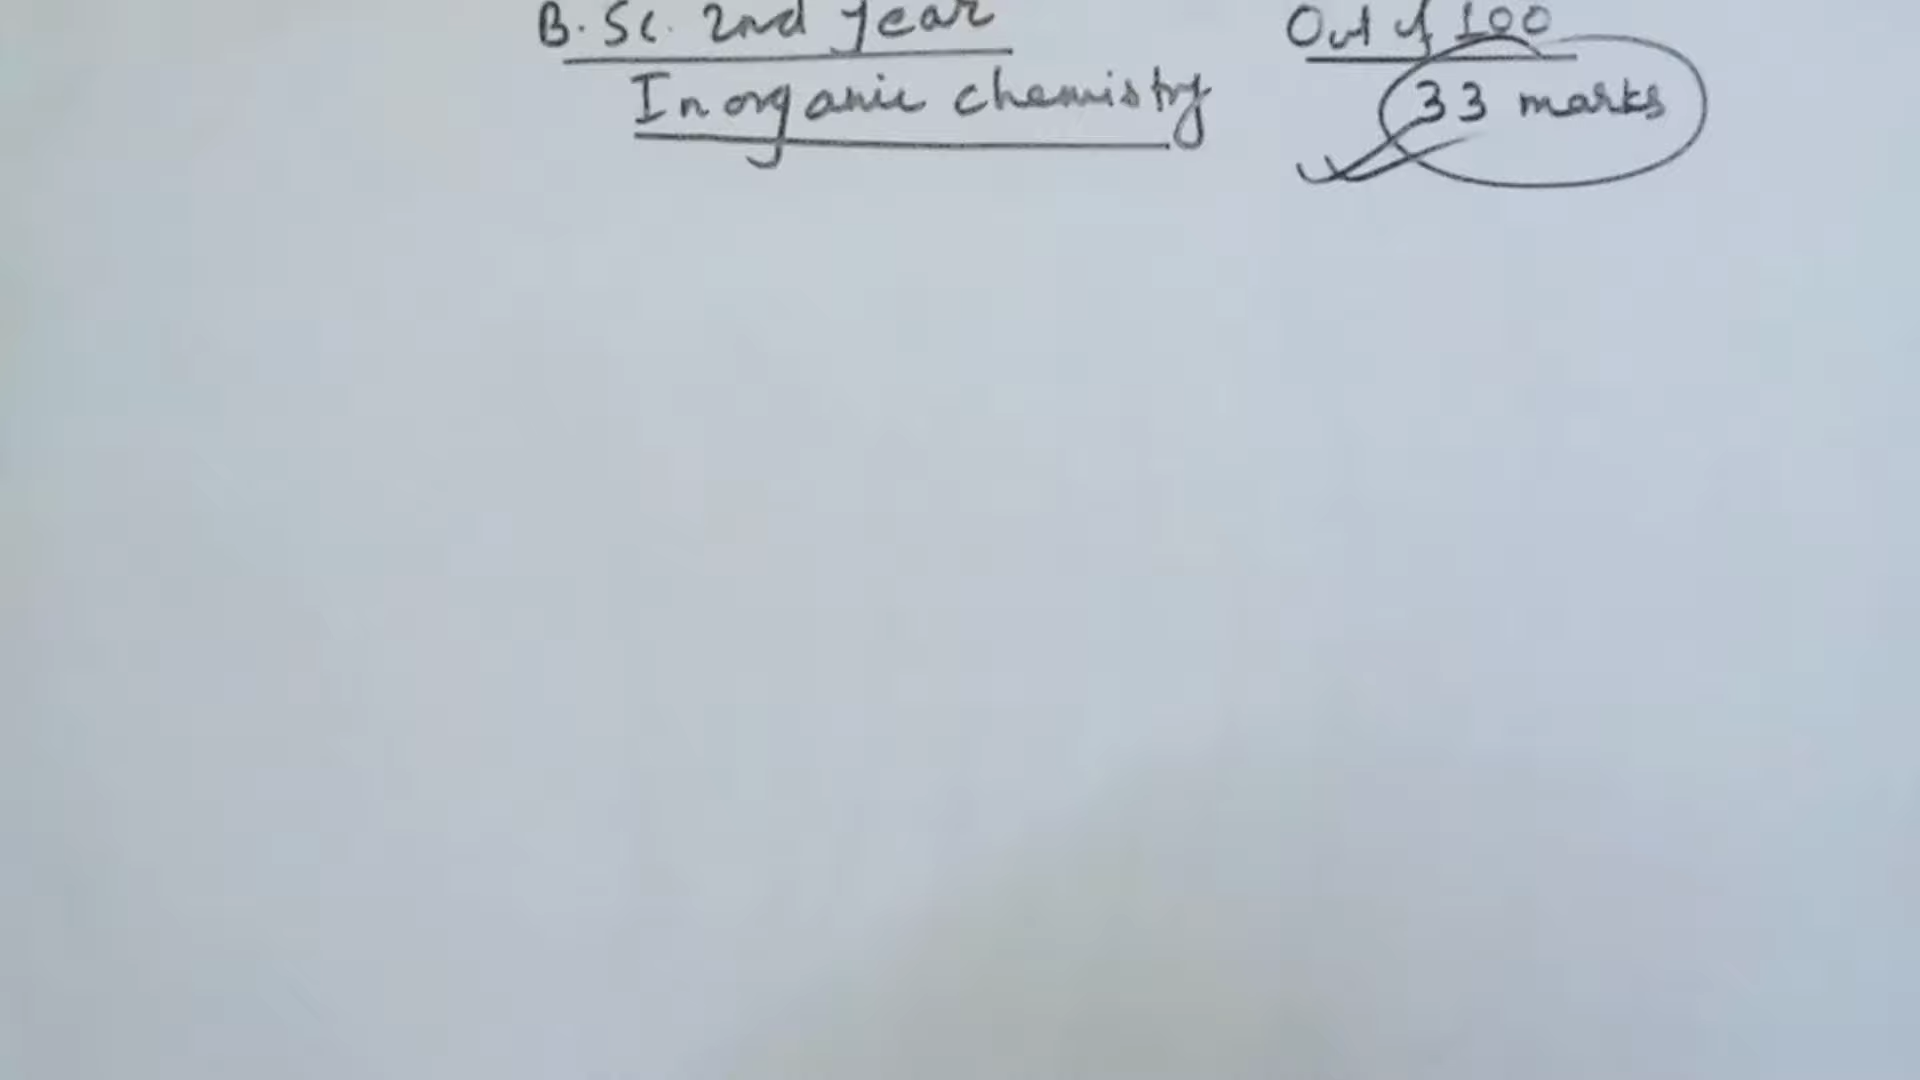 B.Sc. 2nd year
Out of 100
Inorganic chemistry
33 marks